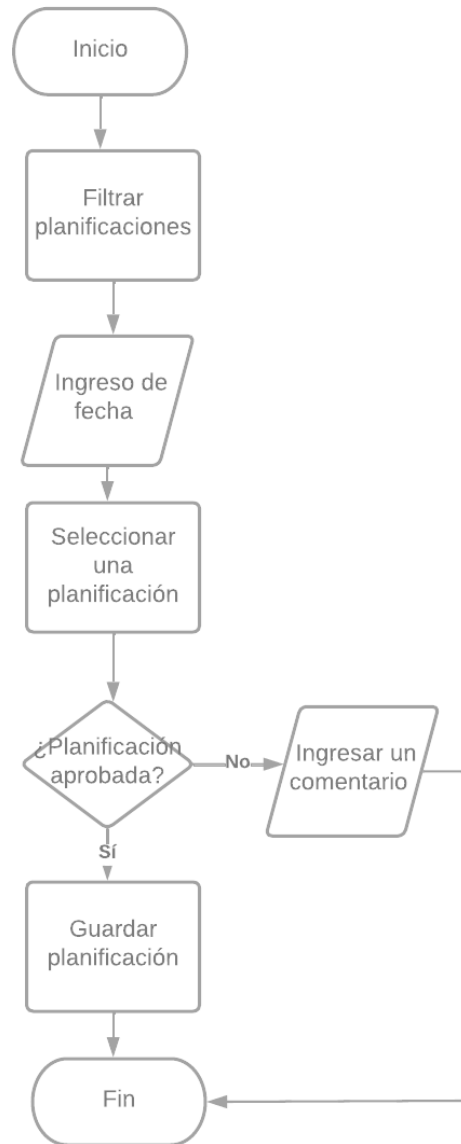 Inicio
Filtrar
planificaciones
Ingreso de
fecha
Seleccionar
una
planificación
¿Planificación
aprobada?
No
Ingresar un
comentario
Sí
Guardar
planificación
Fin